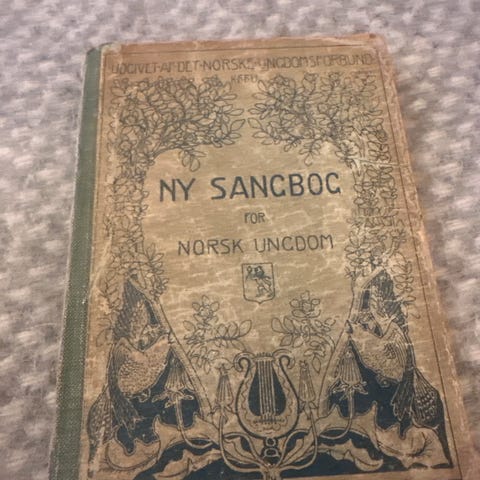 UDGIVET·AF·DET·NORSKE·UNGDOMSFORBUND
NY SANGBOG
FOR
NORSK UNGDOM